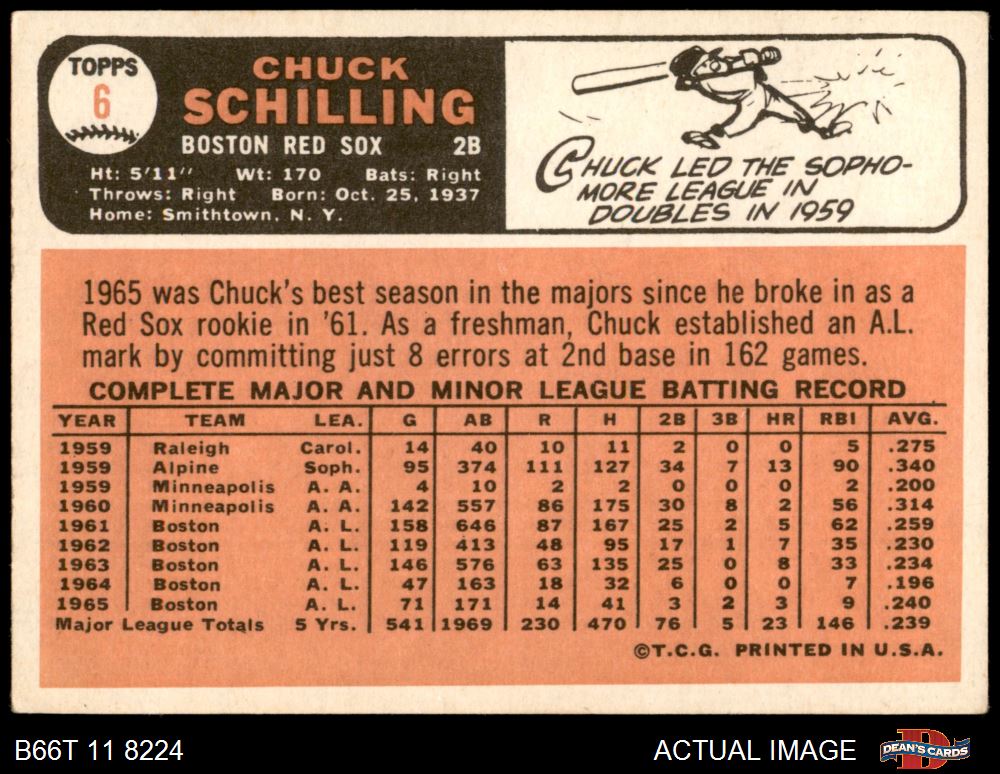 TOPPS
6
CHUCK
SCHILLING
BOSTON RED SOX 2B
Ht: 5'11" Wt: 170 Bats: Right
Throws: Right Born: Oct. 25, 1937
Home: Smithtown, N. Y.
CHUCK LED THE SOPHO-
MORE LEAGUE IN
DOUBLES IN 1959
1965 was Chuck's best season in the majors since he broke in as a
Red Sox rookie in '61. As a freshman, Chuck established an A.L.
mark by committing just 8 errors at 2nd base in 162 games.
COMPLETE MAJOR AND MINOR LEAGUE BATTING RECORD
YEAR TEAM LEA. G AB R H 2B 3B HR RBI AVG.
1959 Raleigh Carol. 14 40 10 11 2 0 0 5 .275
1959 Alpine Soph. 95 374 111 127 34 7 13 90 .340
1959 Minneapolis A. A. 4 10 2 2 0 0 0 2 .200
1960 Minneapolis A. A. 142 557 86 175 30 8 2 56 .314
1961 Boston A. L. 158 646 87 167 25 2 5 62 .259
1962 Boston A. L. 119 413 48 95 17 1 7 35 .230
1963 Boston A. L. 146 576 63 135 25 0 8 33 .234
1964 Boston A. L. 47 163 18 32 6 0 0 7 .196
1965 Boston A. L. 71 171 14 41 3 2 3 9 .240
Major League Totals 5 Yrs. 541 1969 230 470 76 5 23 146 .239
©T.C.G. PRINTED IN U.S.A.
B66T 11 8224
ACTUAL IMAGE
DEAN'S CARDS